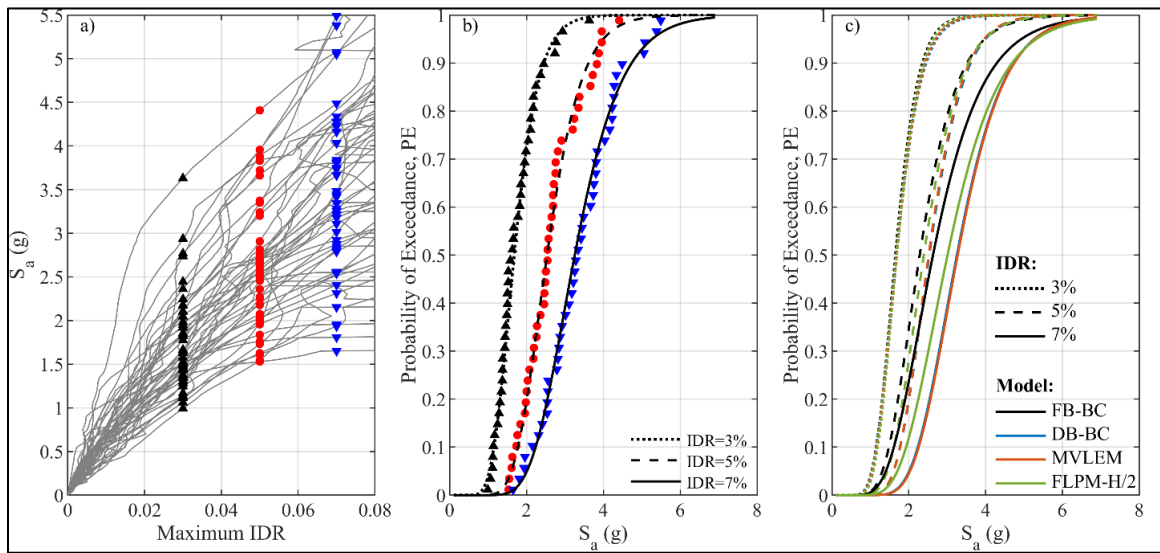 a)
5.5
5
4.5
3.5
3
2.5
2
1.5
1
0.5
0
S_a (g)
0
0.02
0.04
0.06
0.08
Maximum IDR
b)
1
0.9
0.8
0.7
0.6
0.5
0.4
0.3
0.2
0.1
0
Probability of Exceedance, PE
IDR=3%
IDR=5%
IDR=7%
0
2
4
6
8
S_a (g)
c)
1
0.9
0.8
0.7
0.6
0.5
0.4
0.3
0.2
0.1
0
Probability of Exceedance, PE
IDR:
3%
5%
7%
Model:
FB-BC
DB-BC
MVLEM
FLPM-H/2
0
2
4
6
8
S_a (g)